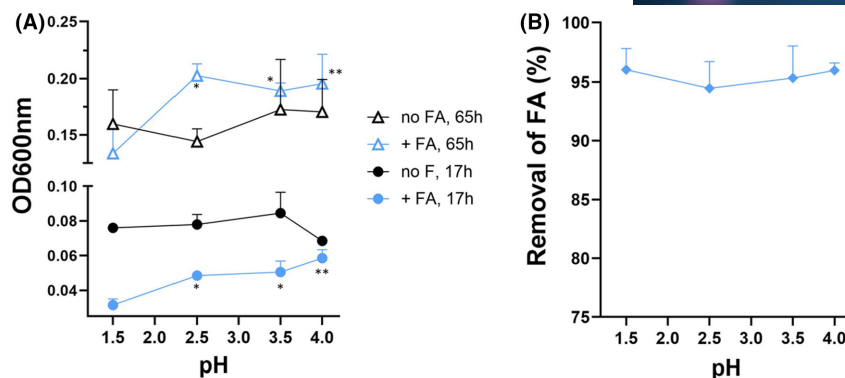 (A)
OD600nm
0.25
0.20
0.15
0.10
0.08
0.06
0.04
*
*
**
*
*
**
1.5 2.0 2.5 3.0 3.5 4.0
pH
no FA, 65h
+ FA, 65h
no F, 17h
+ FA, 17h
(B)
Removal of FA (%)
100
95
90
95
80
75
1.5 2.0 2.5 3.0 3.5 4.0
pH